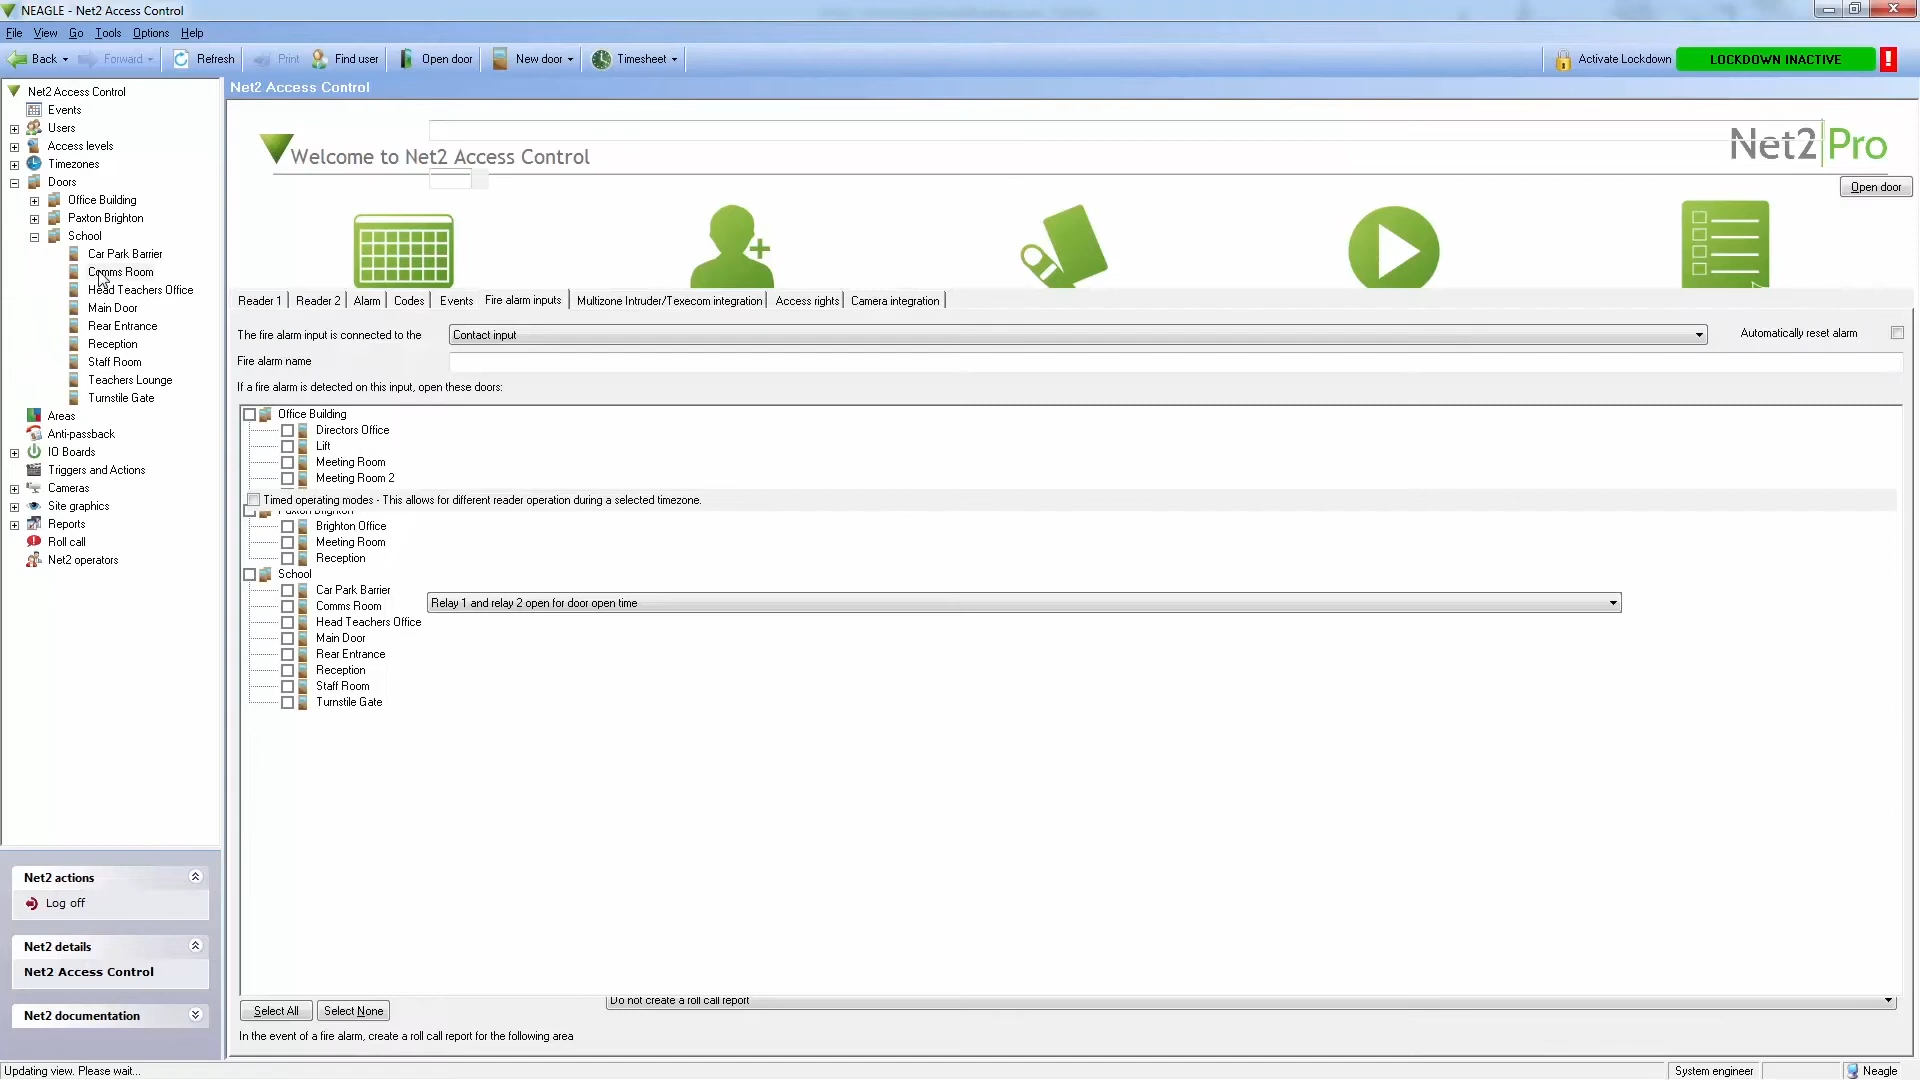 NEAGLE - Net2 Access Control
File View Go Tools Options Help
Back Forward Refresh Print Find user Open door New door Timesheet Activate Lockdown LOCKDOWN INACTIVE !
Net2 Access Control
Events
Users
Access levels
Timezones
Doors
Office Building
Paxton Brighton
School
Car Park Barrier
Comms Room
Head Teachers Office
Main Door
Rear Entrance
Reception
Staff Room
Teachers Lounge
Turnstile Gate
Areas
Anti-passback
IO Boards
Triggers and Actions
Cameras
Site graphics
Reports
Roll call
Net2 operators
Net2 actions
Log off
Net2 details
Net2 Access Control
Net2 documentation
Net2 Access Control
Welcome to Net2 Access Control
Net2 Pro
Open door
Reader 1 Reader 2 Alarm Codes Events Fire alarm inputs Multizone Intruder/Texecom integration Access rights Camera integration
The fire alarm input is connected to the Contact input Automatically reset alarm
Fire alarm name
If a fire alarm is detected on this input, open these doors:
Office Building
Directors Office
Lift
Meeting Room
Meeting Room 2
Timed operating modes - This allows for different reader operation during a selected timezone.
Paxton Brighton
Brighton Office
Meeting Room
Reception
School
Car Park Barrier
Comms Room Relay 1 and relay 2 open for door open time
Head Teachers Office
Main Door
Rear Entrance
Reception
Staff Room
Turnstile Gate
Do not create a roll call report
Select All Select None
In the event of a fire alarm, create a roll call report for the following area
Updating view. Please wait... System engineer Neagle